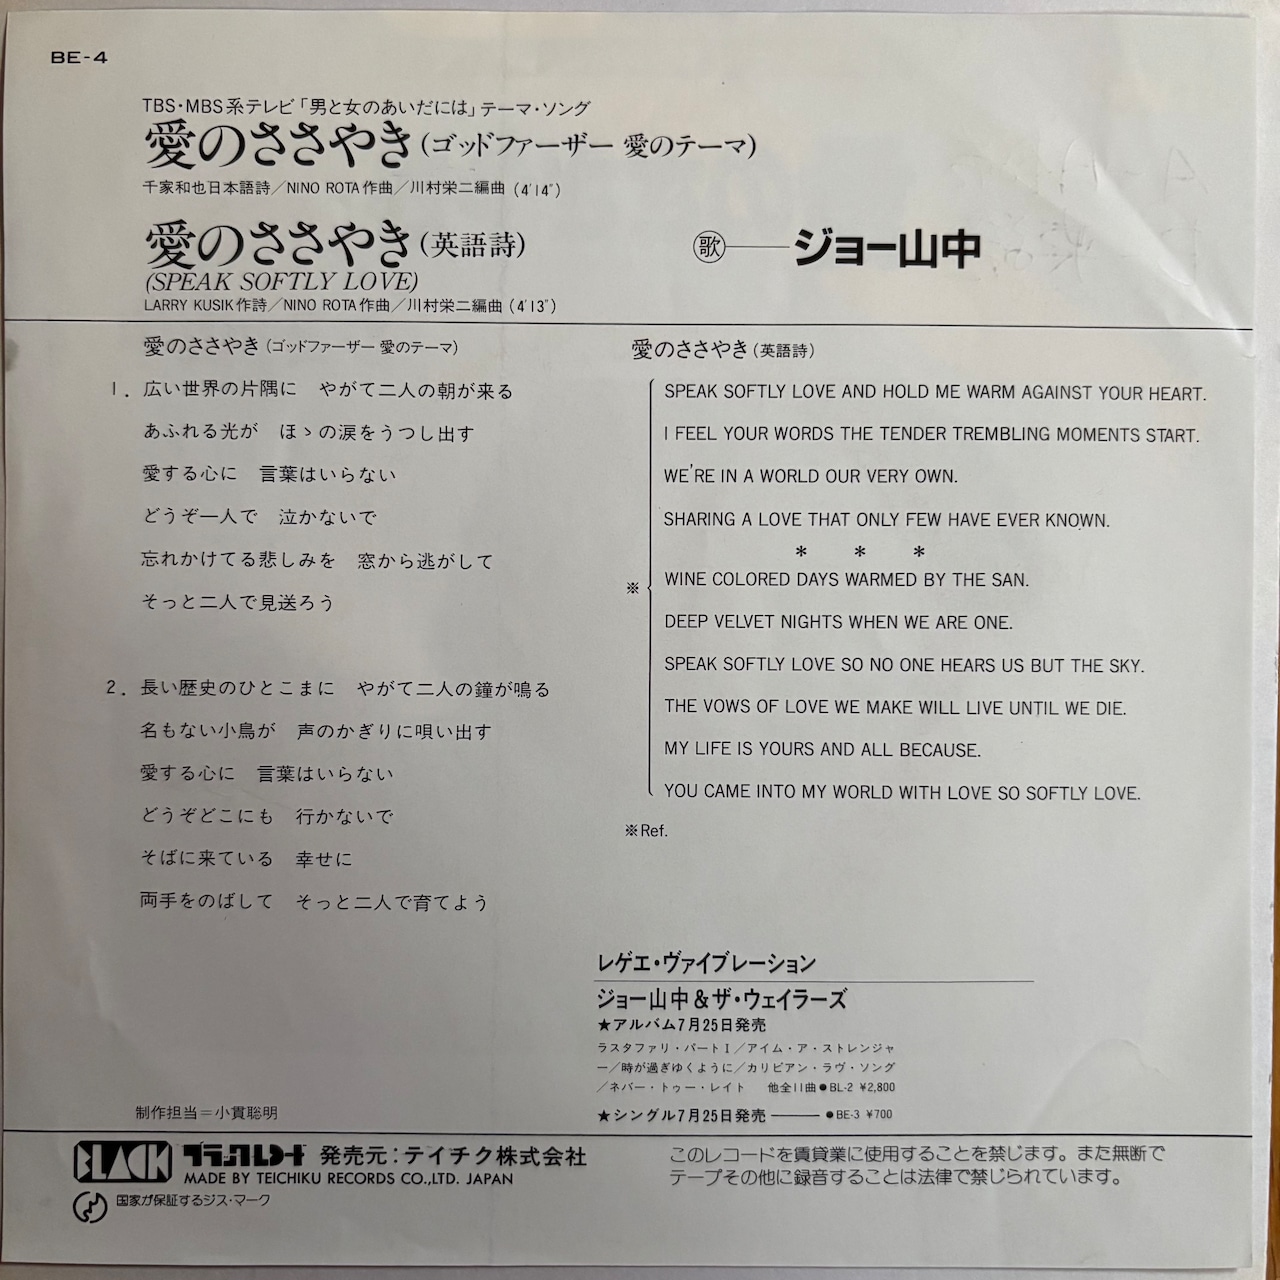 BE-4
TBS・MBS系テレビ「男と女のあいだには」テーマ・ソング
愛のささやき(ゴッドファーザー 愛のテーマ)
千家和也日本語詩／NINO ROTA作曲／川村栄二編曲 (4'14")
愛のささやき(英語詩)
(SPEAK SOFTLY LOVE)
LARRY KUSIK作詩／NINO ROTA作曲／川村栄二編曲 (4'13")
歌 ジョー山中
愛のささやき(ゴッドファーザー 愛のテーマ)
1. 広い世界の片隅に　やがて二人の朝が来る
あふれる光が　ほゝの涙をうつし出す
愛する心に　言葉はいらない
どうぞ一人で　泣かないで
忘れかけてる悲しみを　窓から逃がして
そっと二人で見送ろう
2. 長い歴史のひとこまに　やがて二人の鐘が鳴る
名もない小鳥が　声のかぎりに唄い出す
愛する心に　言葉はいらない
どうぞどこにも　行かないで
そばに来ている　幸せに
両手をのばして　そっと二人で育てよう
愛のささやき(英語詩)
SPEAK SOFTLY LOVE AND HOLD ME WARM AGAINST YOUR HEART.
I FEEL YOUR WORDS THE TENDER TREMBLING MOMENTS START.
WE'RE IN A WORLD OUR VERY OWN.
SHARING A LOVE THAT ONLY FEW HAVE EVER KNOWN.
＊　＊　＊
※
WINE COLORED DAYS WARMED BY THE SAN.
DEEP VELVET NIGHTS WHEN WE ARE ONE.
SPEAK SOFTLY LOVE SO NO ONE HEARS US BUT THE SKY.
THE VOWS OF LOVE WE MAKE WILL LIVE UNTIL WE DIE.
MY LIFE IS YOURS AND ALL BECAUSE.
YOU CAME INTO MY WORLD WITH LOVE SO SOFTLY LOVE.
※Ref.
レゲエ・ヴァイブレーション
ジョー山中＆ザ・ウェイラーズ
★アルバム7月25日発売
ラスタファリ・パートI／アイム・ア・ストレンジャ
ー／時が過ぎゆくように／カリビアン・ラヴ・ソング
／ネバー・トゥー・レイト　他全11曲●BL-2 ¥2,800
★シングル7月25日発売 ●BE-3 ¥700
制作担当＝小貫聡明
BLACK ブラックレコード 発売元：テイチク株式会社
MADE BY TEICHIKU RECORDS CO.,LTD. JAPAN
国家が保証するジス・マーク
このレコードを賃貸業に使用することを禁じます。また無断で
テープその他に録音することは法律で禁じられています。